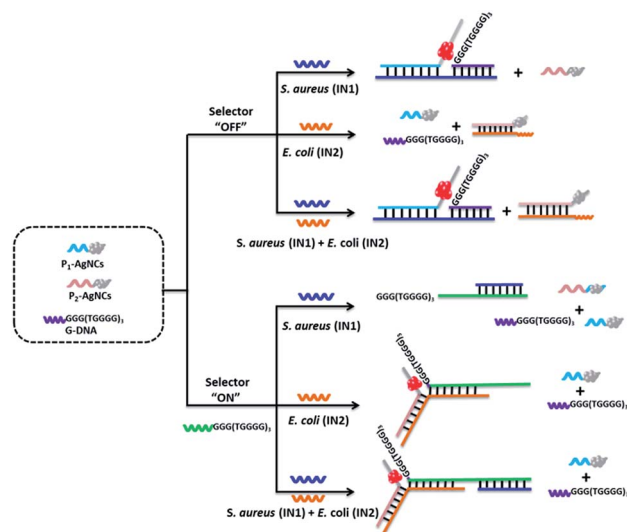 GGG(TGGGG)₃
+
S. aureus (IN1)
Selector
"OFF"
+
GGG(TGGGG)₃
E. coli (IN2)
GGG(TGGGG)₃
+
S. aureus (IN1) + E. coli (IN2)
P₁-AgNCs
P₂-AgNCs
GGG(TGGGG)₃
G-DNA
GGG(TGGGG)₃
+
GGG(TGGGG)₃
S. aureus (IN1)
Selector
"ON"
GGG(TGGGG)₃
GGG(TGGGG)₃
+
GGG(TGGGG)₃
E. coli (IN2)
GGG(TGGGG)₃
+
GGG(TGGGG)₃
S. aureus (IN1) + E. coli (IN2)